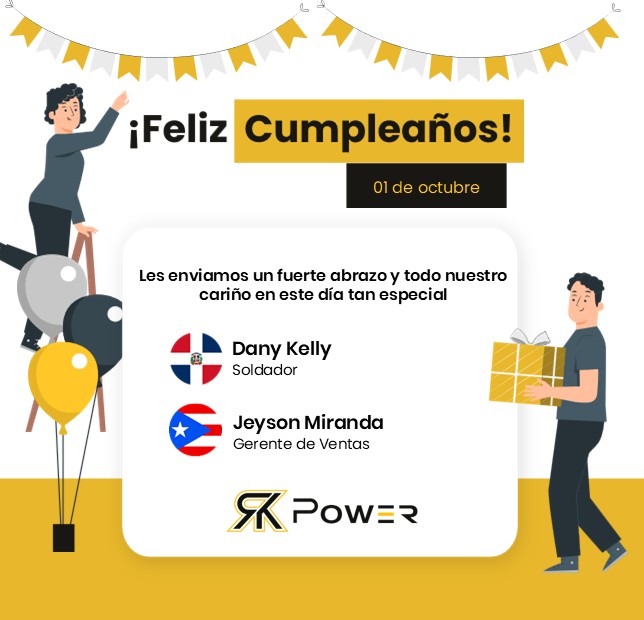 ¡Feliz Cumpleaños!
01 de octubre
Les enviamos un fuerte abrazo y todo nuestro
cariño en este día tan especial
Dany Kelly
Soldador
Jeyson Miranda
Gerente de Ventas
RK POWER